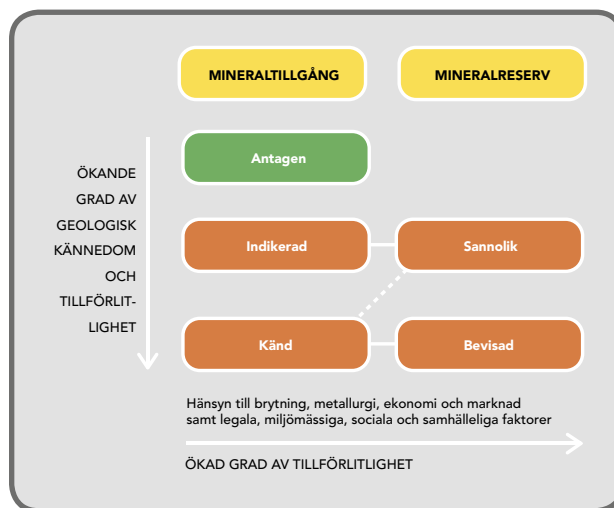 MINERALTILLGÅNG
MINERALRESERV
Antagen
ÖKANDE
GRAD AV
GEOLOGISK
KÄNNEDOM
OCH
TILLFÖRLIT-
LIGHET
Indikerad
Sannolik
Känd
Bevisad
Hänsyn till brytning, metallurgi, ekonomi och marknad
samt legala, miljömässiga, sociala och samhälleliga faktorer
ÖKAD GRAD AV TILLFÖRLITLIGHET